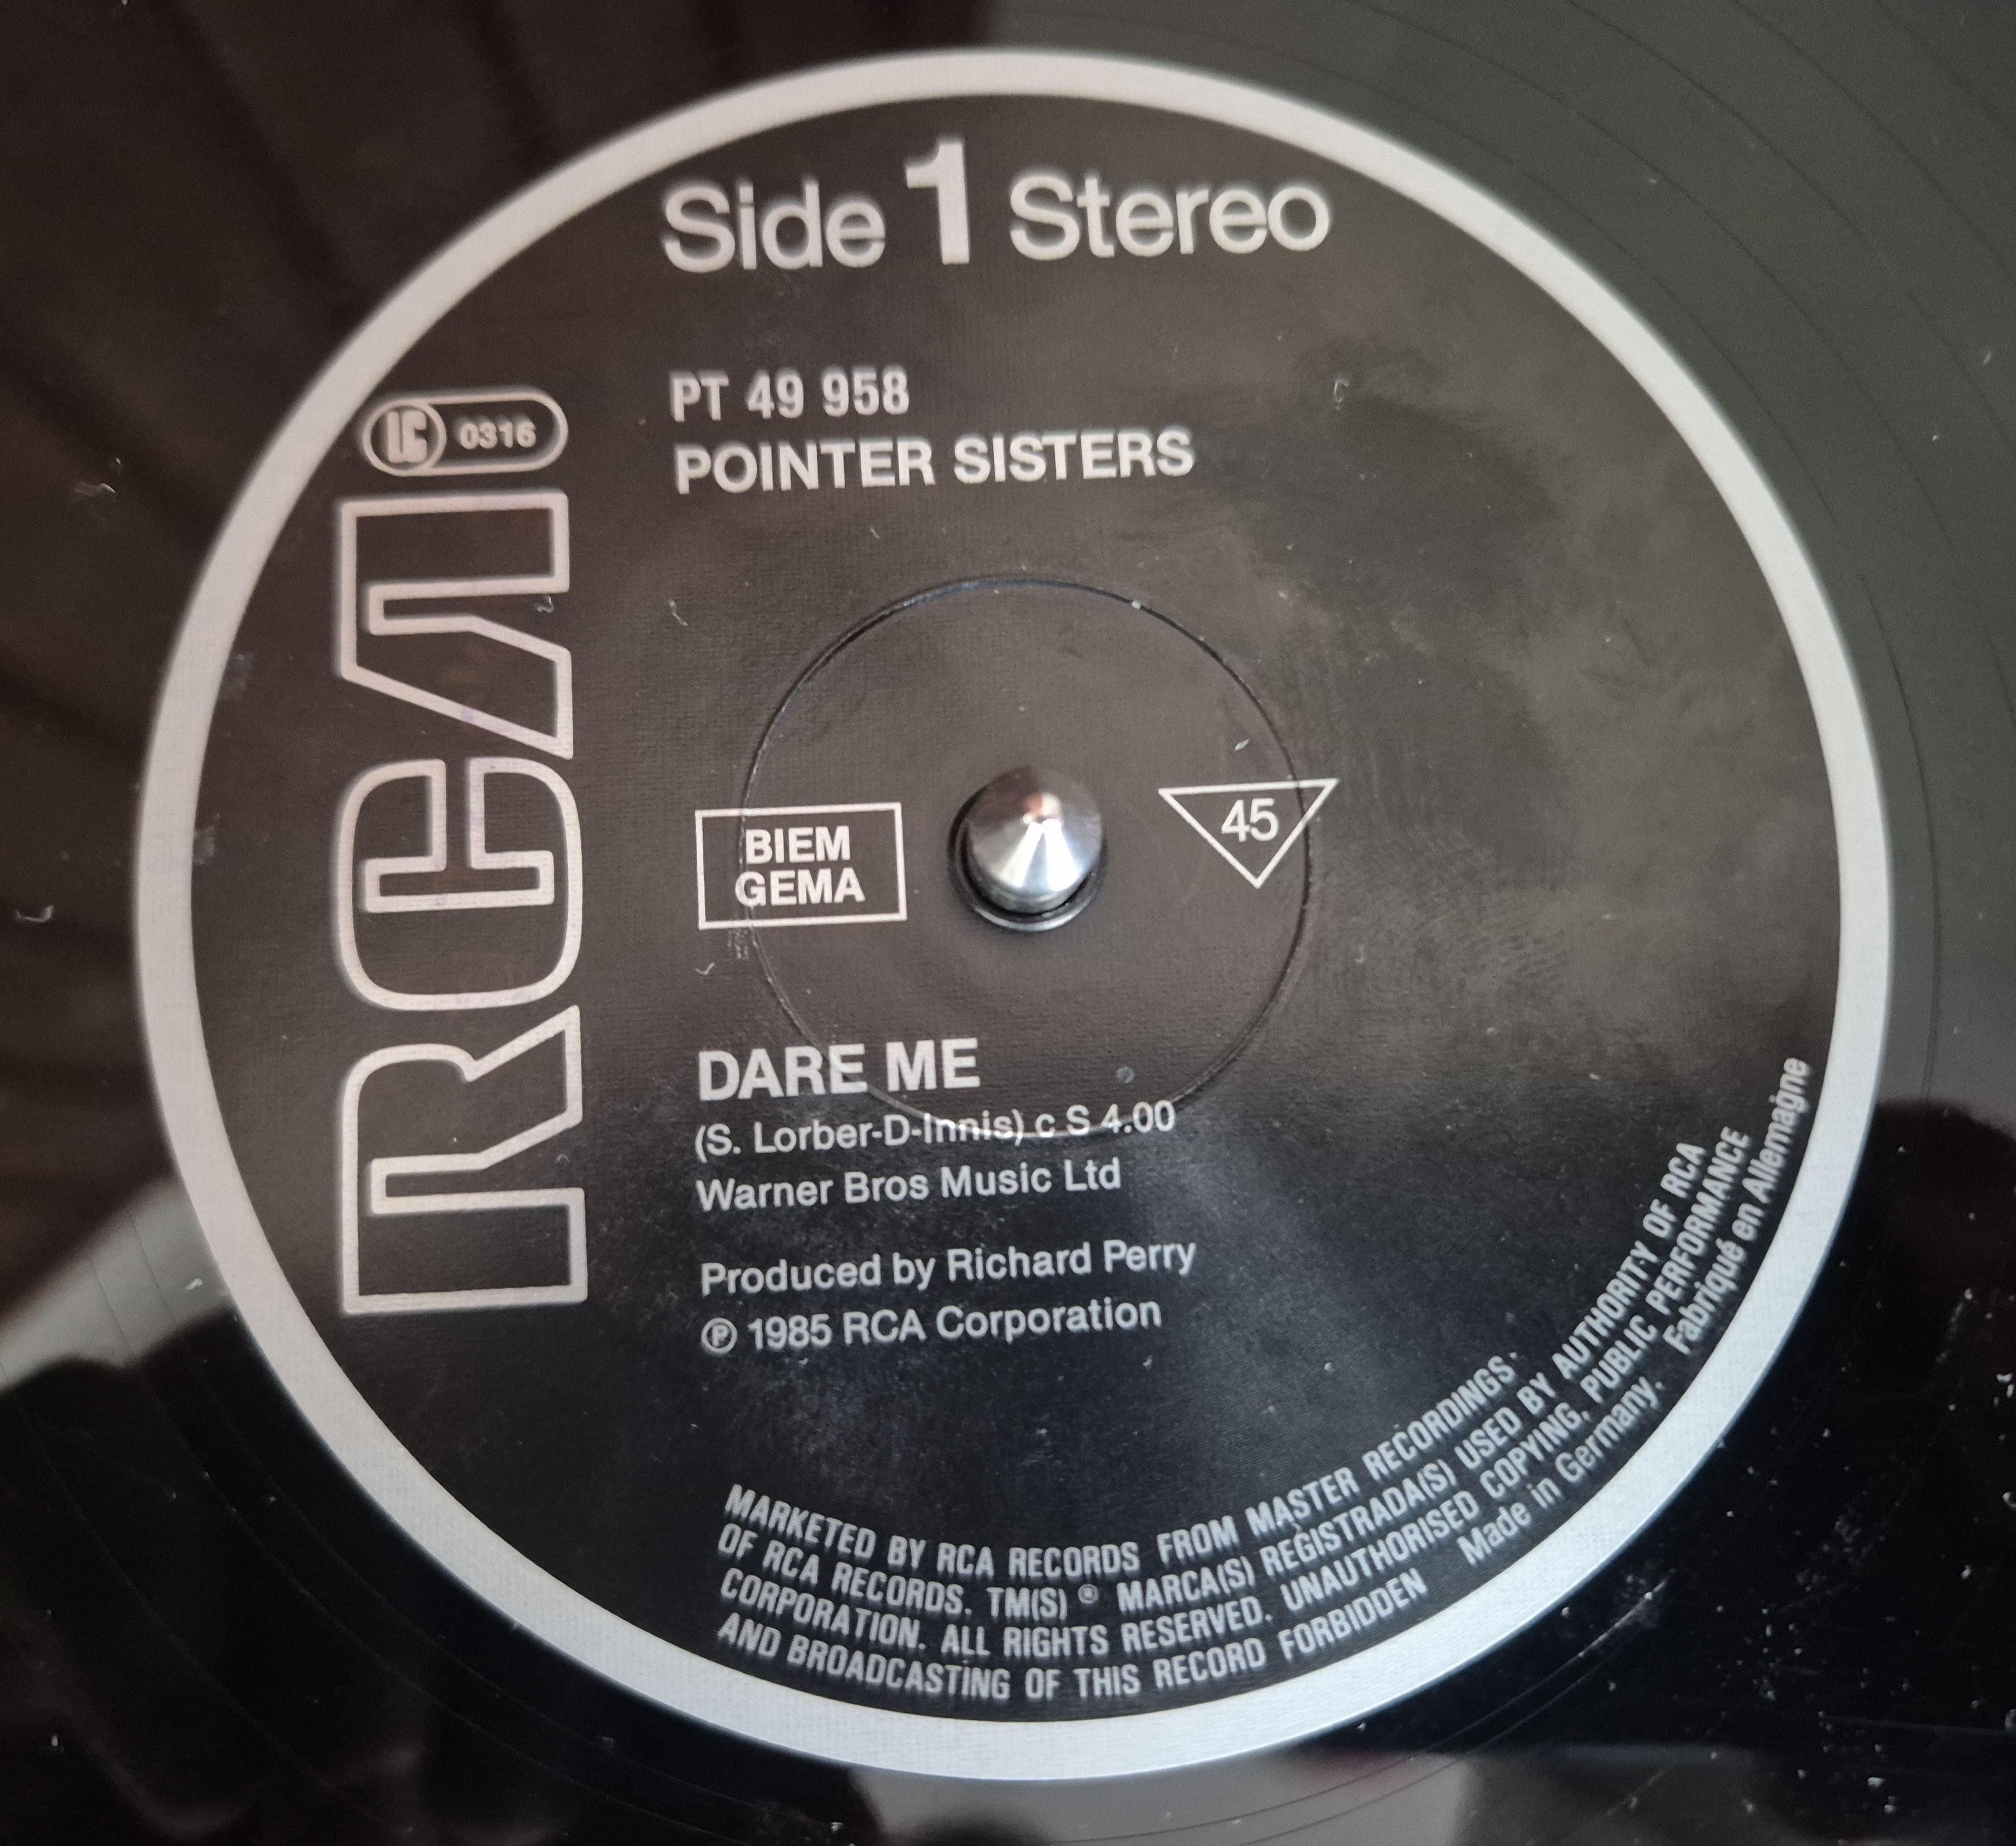 Side 1 Stereo
LC 0316
PT 49 958
POINTER SISTERS
RCA
BIEM
GEMA
45
DARE ME
(S. Lorber-D-Innis) c S 4.00
Warner Bros Music Ltd
Produced by Richard Perry
℗ 1985 RCA Corporation
MARKETED BY RCA RECORDS FROM MASTER RECORDINGS
OF RCA RECORDS. TM(S) ® MARCA(S) REGISTRADA(S) USED BY AUTHORITY OF RCA
CORPORATION. ALL RIGHTS RESERVED. UNAUTHORISED COPYING, PUBLIC PERFORMANCE
AND BROADCASTING OF THIS RECORD FORBIDDEN Made in Germany. Fabriqué en Allemagne